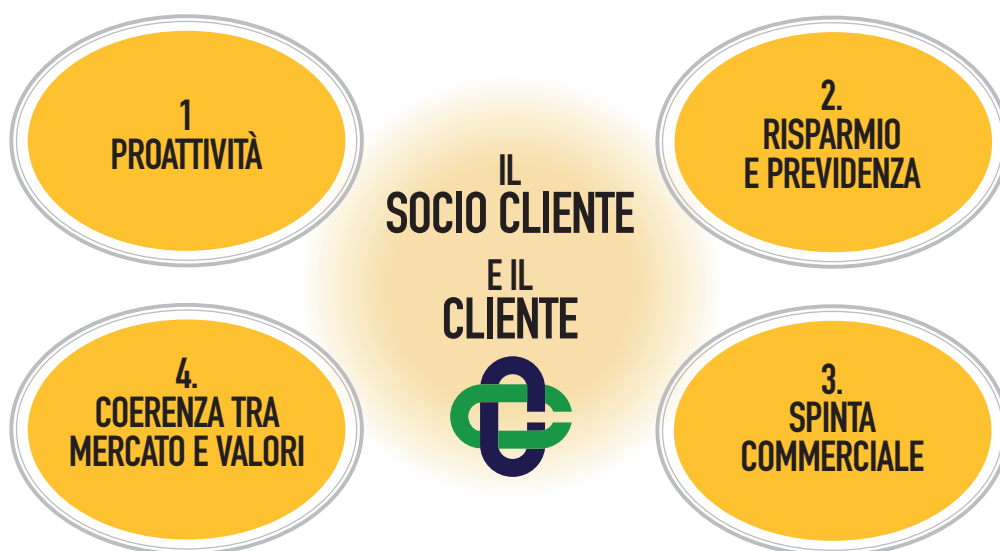 1
PROATTIVITÀ
2.
RISPARMIO
E PREVIDENZA
IL
SOCIO CLIENTE
E IL
CLIENTE
4.
COERENZA TRA
MERCATO E VALORI
3.
SPINTA
COMMERCIALE